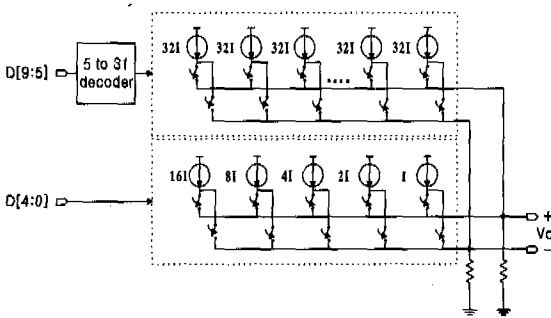 32I 32I 32I 32I 32I
D[9:5]
5 to 31
decoder
....
16I 8I 4I 2I I
D[4:0]
+
Vo
−